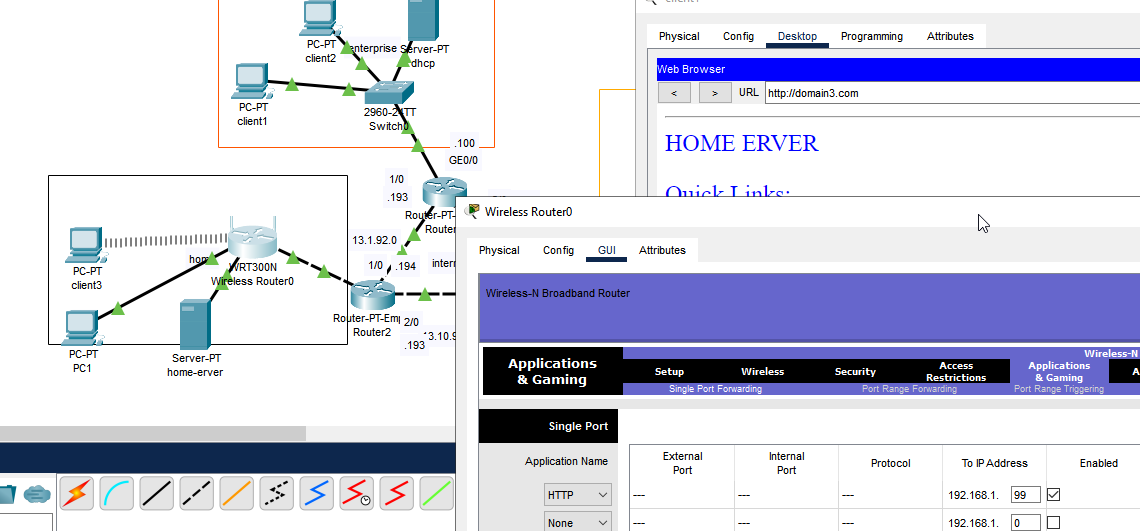 PC-PT
client2
enterprise
Server-PT
dhcp
PC-PT
client1
2960-24TT
Switch0
.100
GE0/0
1/0
.193
Router-PT-
Router
13.1.92.0
1/0
.194
inter
PC-PT
client3
WRT300N
Wireless Router0
Router-PT-Emp
Router2
2/0
.193
PC-PT
PC1
Server-PT
home-erver
Physical
Config
Desktop
Programming
Attributes
Web Browser
<
>
URL
http://domain3.com
HOME ERVER
Quick Links:
Wireless Router0
Physical
Config
GUI
Attributes
Wireless-N Broadband Router
Wireless-N
Applications
& Gaming
Setup
Wireless
Security
Access
Restrictions
Applications
& Gaming
A
Single Port Forwarding
Port Range Forwarding
Port Range Triggering
Single Port
Application Name
External
Port
Internal
Port
Protocol
To IP Address
Enabled
HTTP
---
---
---
192.168.1.
99
None
---
---
---
192.168.1.
0